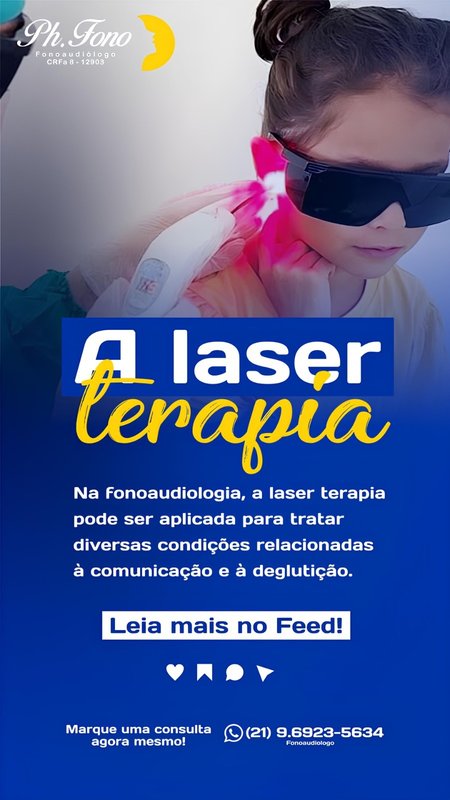 Ph.Fono
Fonoaudiólogo
CRFa 8 - 12903
A laser
terapia
Na fonoaudiologia, a laser terapia
pode ser aplicada para tratar
diversas condições relacionadas
à comunicação e à deglutição.
Leia mais no Feed!
Marque uma consulta
agora mesmo!
(21) 9.6923-5634
Fonoaudiologo